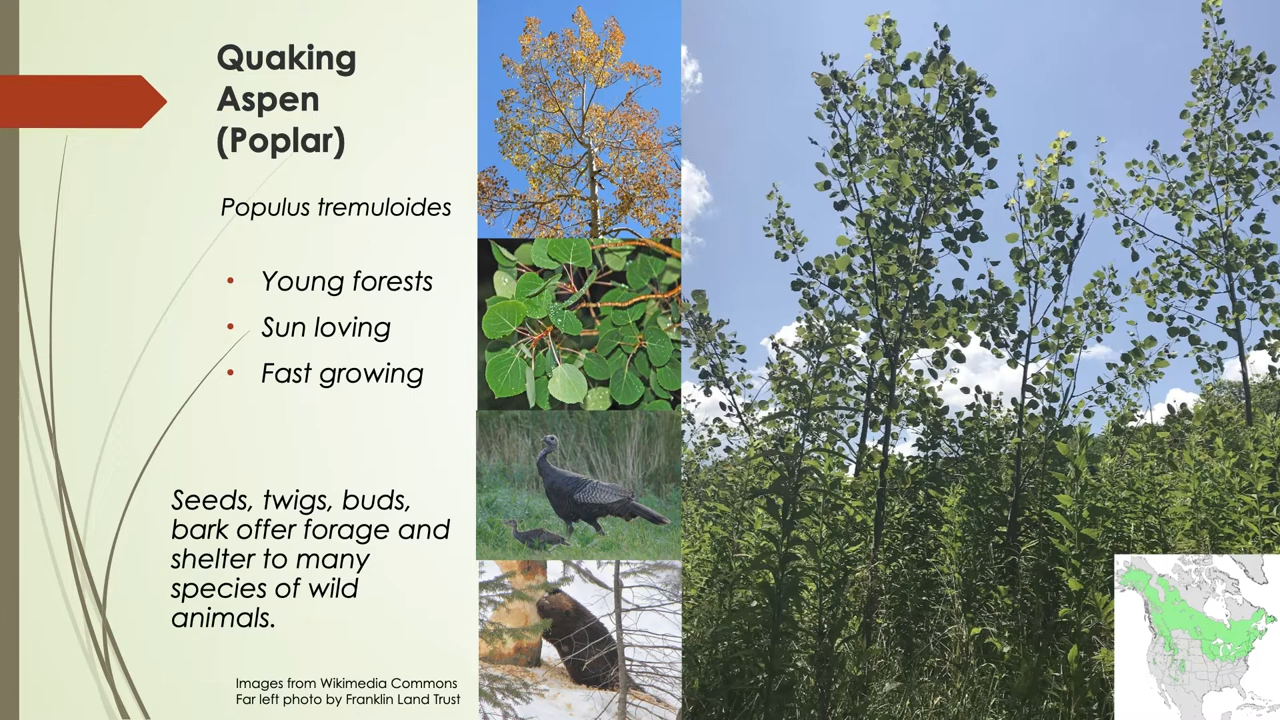 Quaking
Aspen
(Poplar)
Populus tremuloides
• Young forests
• Sun loving
• Fast growing
Seeds, twigs, buds,
bark offer forage and
shelter to many
species of wild
animals.
Images from Wikimedia Commons
Far left photo by Franklin Land Trust